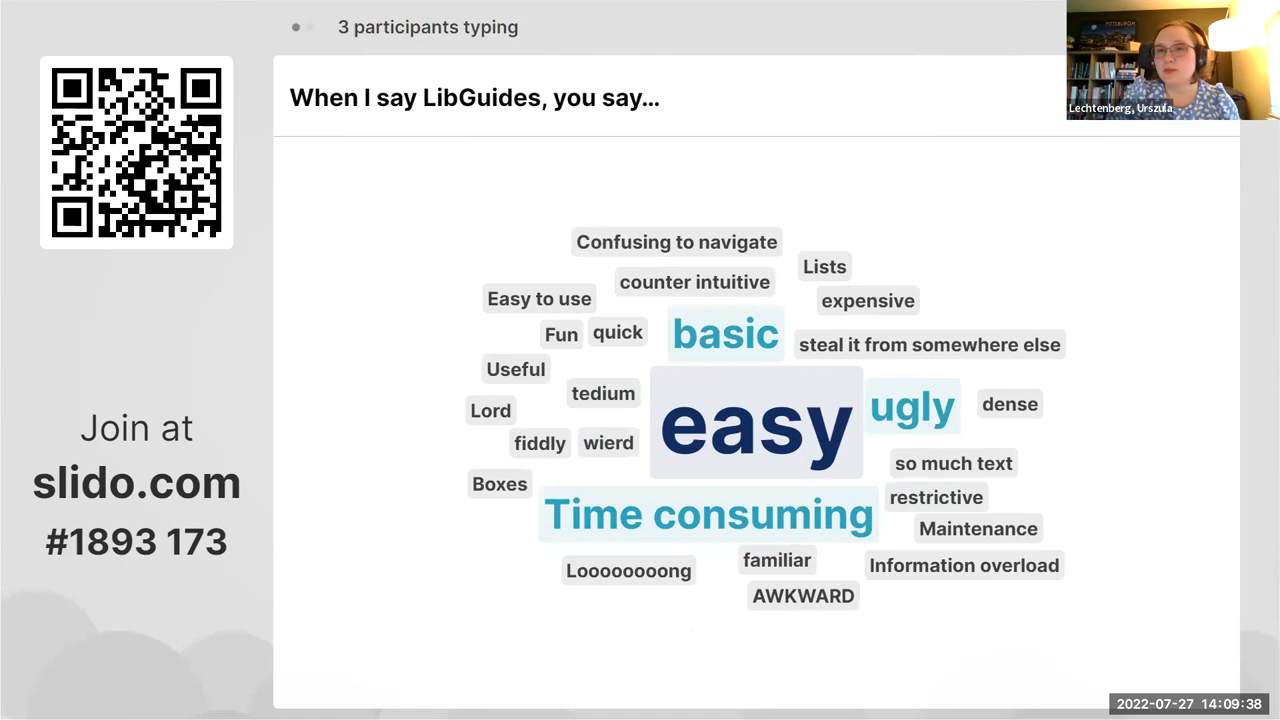 3 participants typing
When I say LibGuides, you say...
PITTSBURGH
Lechtenberg, Urszula
Confusing to navigate
Lists
counter intuitive
Easy to use
expensive
Fun
quick
basic
steal it from somewhere else
Useful
tedium
easy
ugly
dense
Lord
fiddly
wierd
so much text
Boxes
restrictive
Time consuming
Maintenance
familiar
Information overload
Looooooong
AWKWARD
Join at
slido.com
#1893 173
2022-07-27 14:09:38